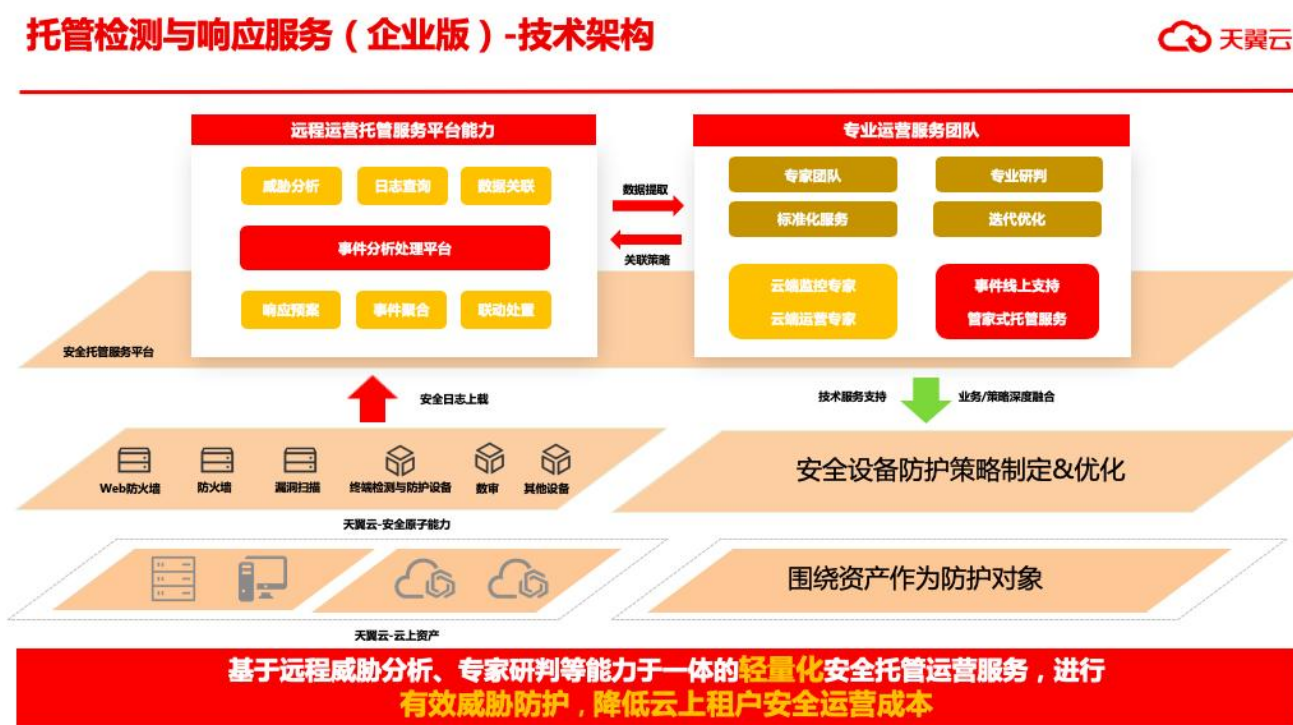 托管检测与响应服务（企业版）-技术架构
天翼云
远程运营托管服务平台能力
威胁分析
日志查询
数据关联
事件分析处理平台
响应预案
事件聚合
联动处置
数据提取
关联策略
专业运营服务团队
专家团队
专业研判
标准化服务
迭代优化
云端监控专家
云端运营专家
事件线上支持
管家式托管服务
安全托管服务平台
安全日志上载
技术服务支持
业务/策略深度融合
Web防火墙
防火墙
漏洞扫描
终端检测与防护设备
数审
其他设备
天翼云-安全原子能力
安全设备防护策略制定&优化
天翼云-云上资产
围绕资产作为防护对象
基于远程威胁分析、专家研判等能力于一体的轻量化安全托管运营服务，进行
有效威胁防护，降低云上租户安全运营成本